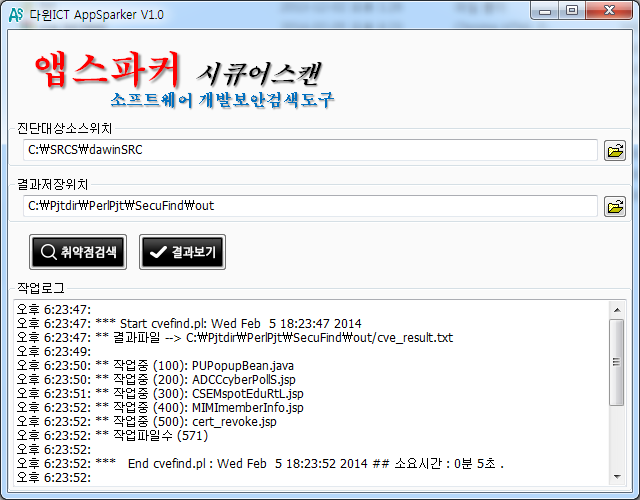 AS 다윈ICT AppSparker V1.0
앱스파커 시큐어스캔
소프트웨어 개발보안검색도구
진단대상소스위치
C:₩SRCS₩dawinSRC
결과저장위치
C:₩Pjtdir₩PerlPjt₩SecuFind₩out
취약점검색 결과보기
작업로그
오후 6:23:47:
오후 6:23:47: *** Start cvefind.pl: Wed Feb  5 18:23:47 2014
오후 6:23:47: ** 결과파일 --> C:₩Pjtdir₩PerlPjt₩SecuFind₩out/cve_result.txt
오후 6:23:49:
오후 6:23:50: ** 작업중 (100): PUPopupBean.java
오후 6:23:50: ** 작업중 (200): ADCCcyberPollS.jsp
오후 6:23:51: ** 작업중 (300): CSEMspotEduRtL.jsp
오후 6:23:52: ** 작업중 (400): MIMImemberInfo.jsp
오후 6:23:52: ** 작업중 (500): cert_revoke.jsp
오후 6:23:52: ** 작업파일수 (571)
오후 6:23:52:
오후 6:23:52: ***   End cvefind.pl : Wed Feb  5 18:23:52 2014 ## 소요시간 : 0분 5초 .
오후 6:23:52: